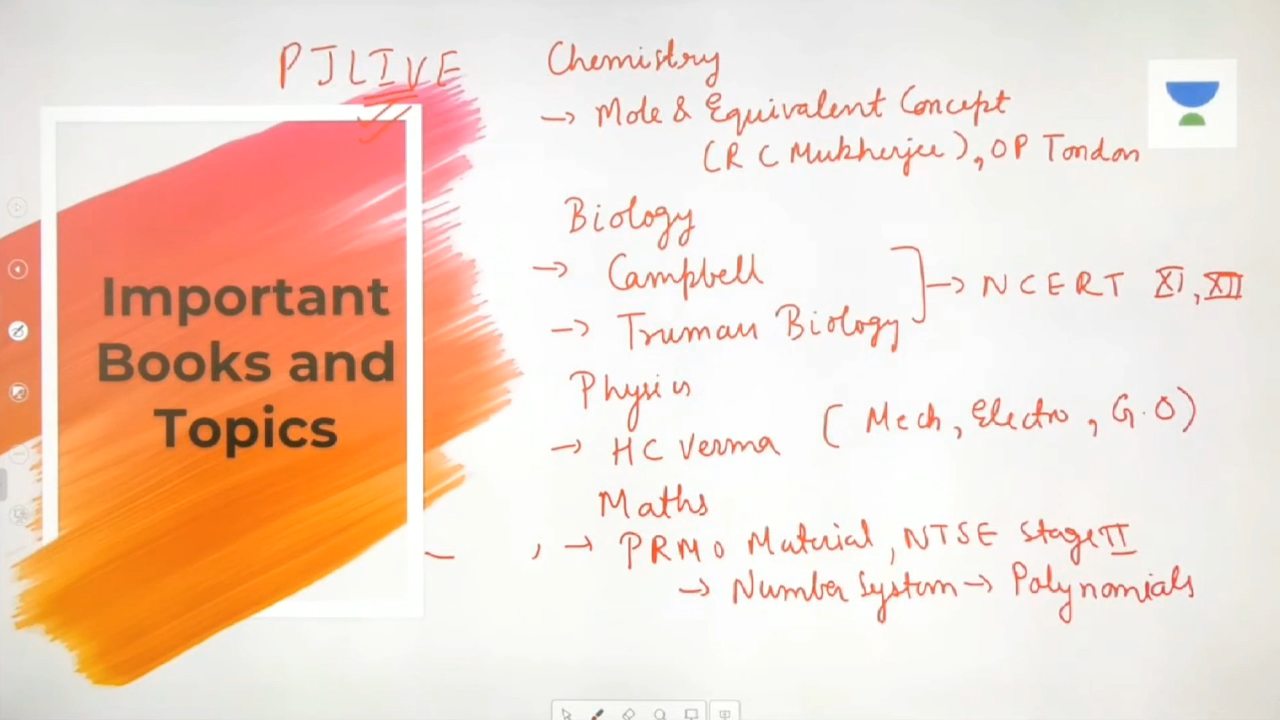 PJLIVE
Important
Books and
Topics
Chemistry
→ Mole & Equivalent Concept
(R C Mukherjee), OP Tondon
Biology
→ Campbell
→ Truman Biology
→ NCERT XI, XII
Physics
→ HC Verma (Mech, Electro, G.O)
Maths
→ PRMO Material, NTSE Stage II
→ Number System → Polynomials